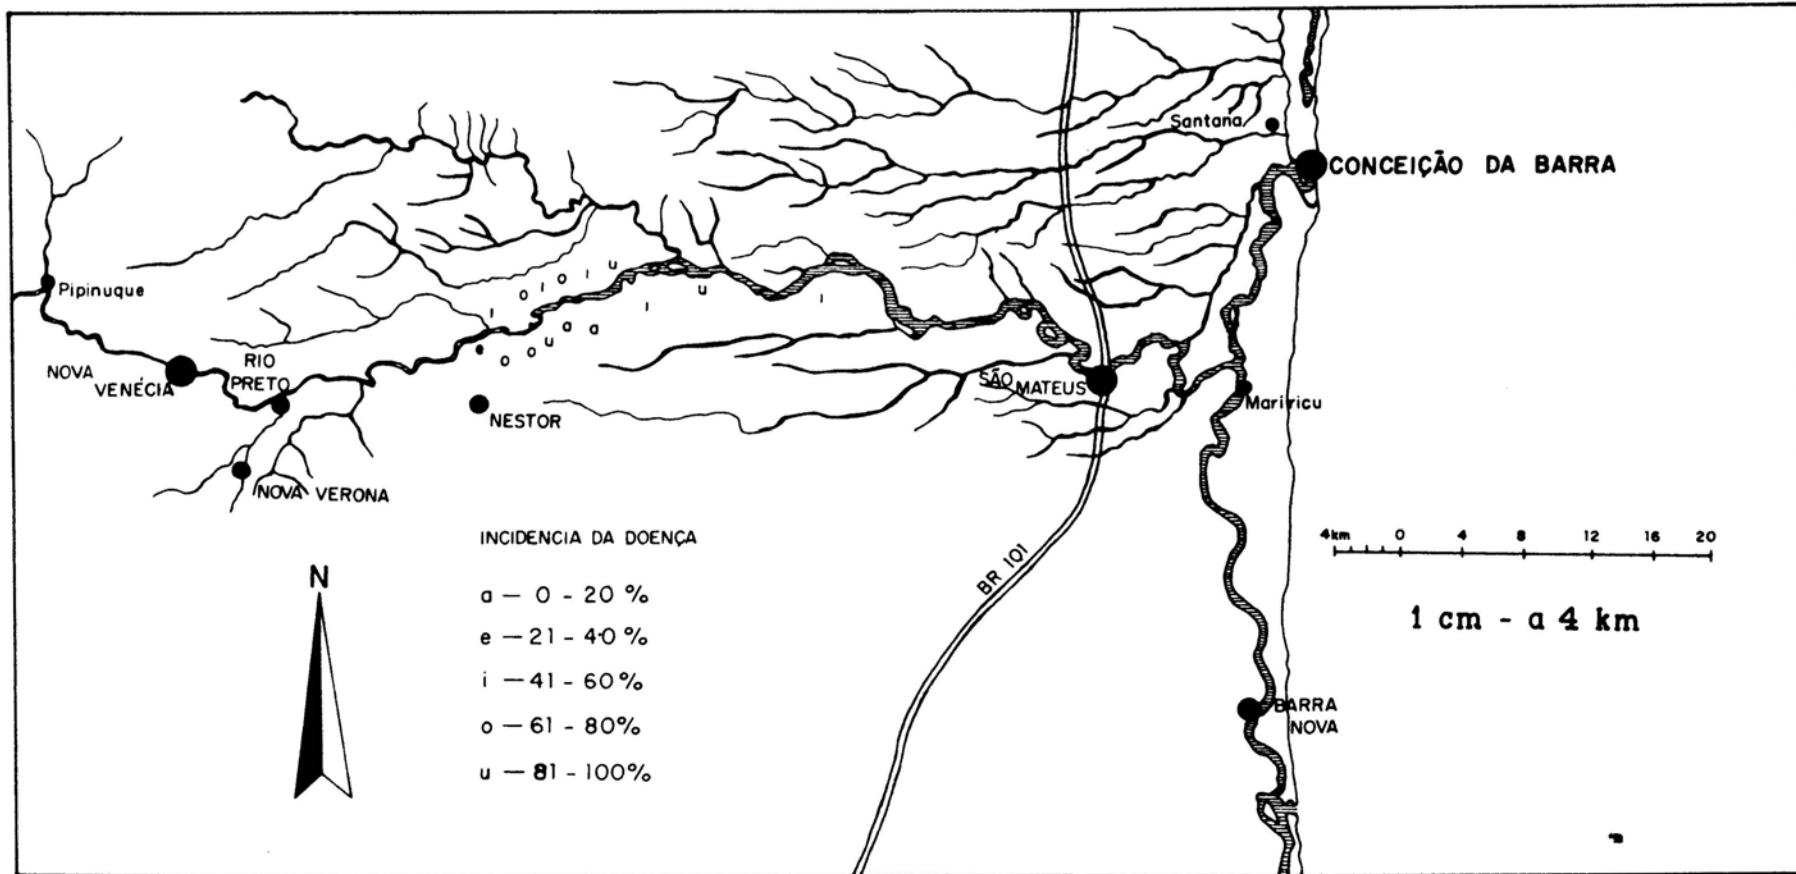 Santana
CONCEIÇÃO DA BARRA
Pipinuque
u
i
o
i
o
u
i
i
i
a
a
u
e
o
o
NOVA
VENÉCIA
RIO
PRETO
NESTOR
SÃO
MATEUS
Mariricu
NOVA VERONA
INCIDENCIA DA DOENÇA
a — 0 - 20 %
e — 21 - 40 %
i — 41 - 60 %
o — 61 - 80%
u — 81 - 100%
N
BR 101
4km 0 4 8 12 16 20
1 cm - a 4 km
BARRA
NOVA